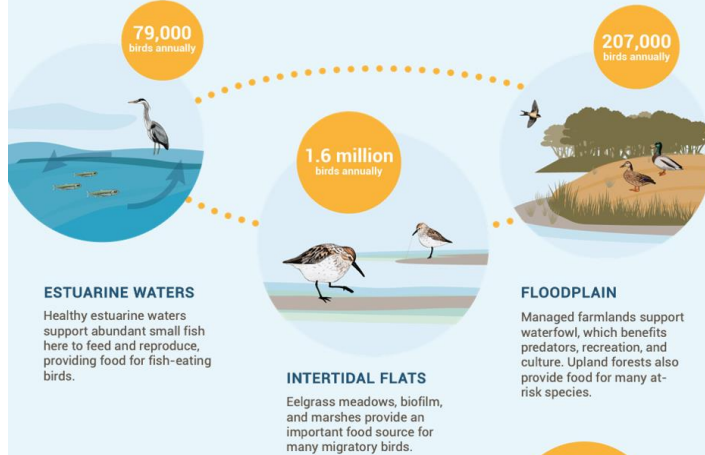 79,000
birds annually
207,000
birds annually
1.6 million
birds annually
ESTUARINE WATERS
Healthy estuarine waters
support abundant small fish
here to feed and reproduce,
providing food for fish-eating
birds.
INTERTIDAL FLATS
Eelgrass meadows, biofilm,
and marshes provide an
important food source for
many migratory birds.
FLOODPLAIN
Managed farmlands support
waterfowl, which benefits
predators, recreation, and
culture. Upland forests also
provide food for many at-
risk species.